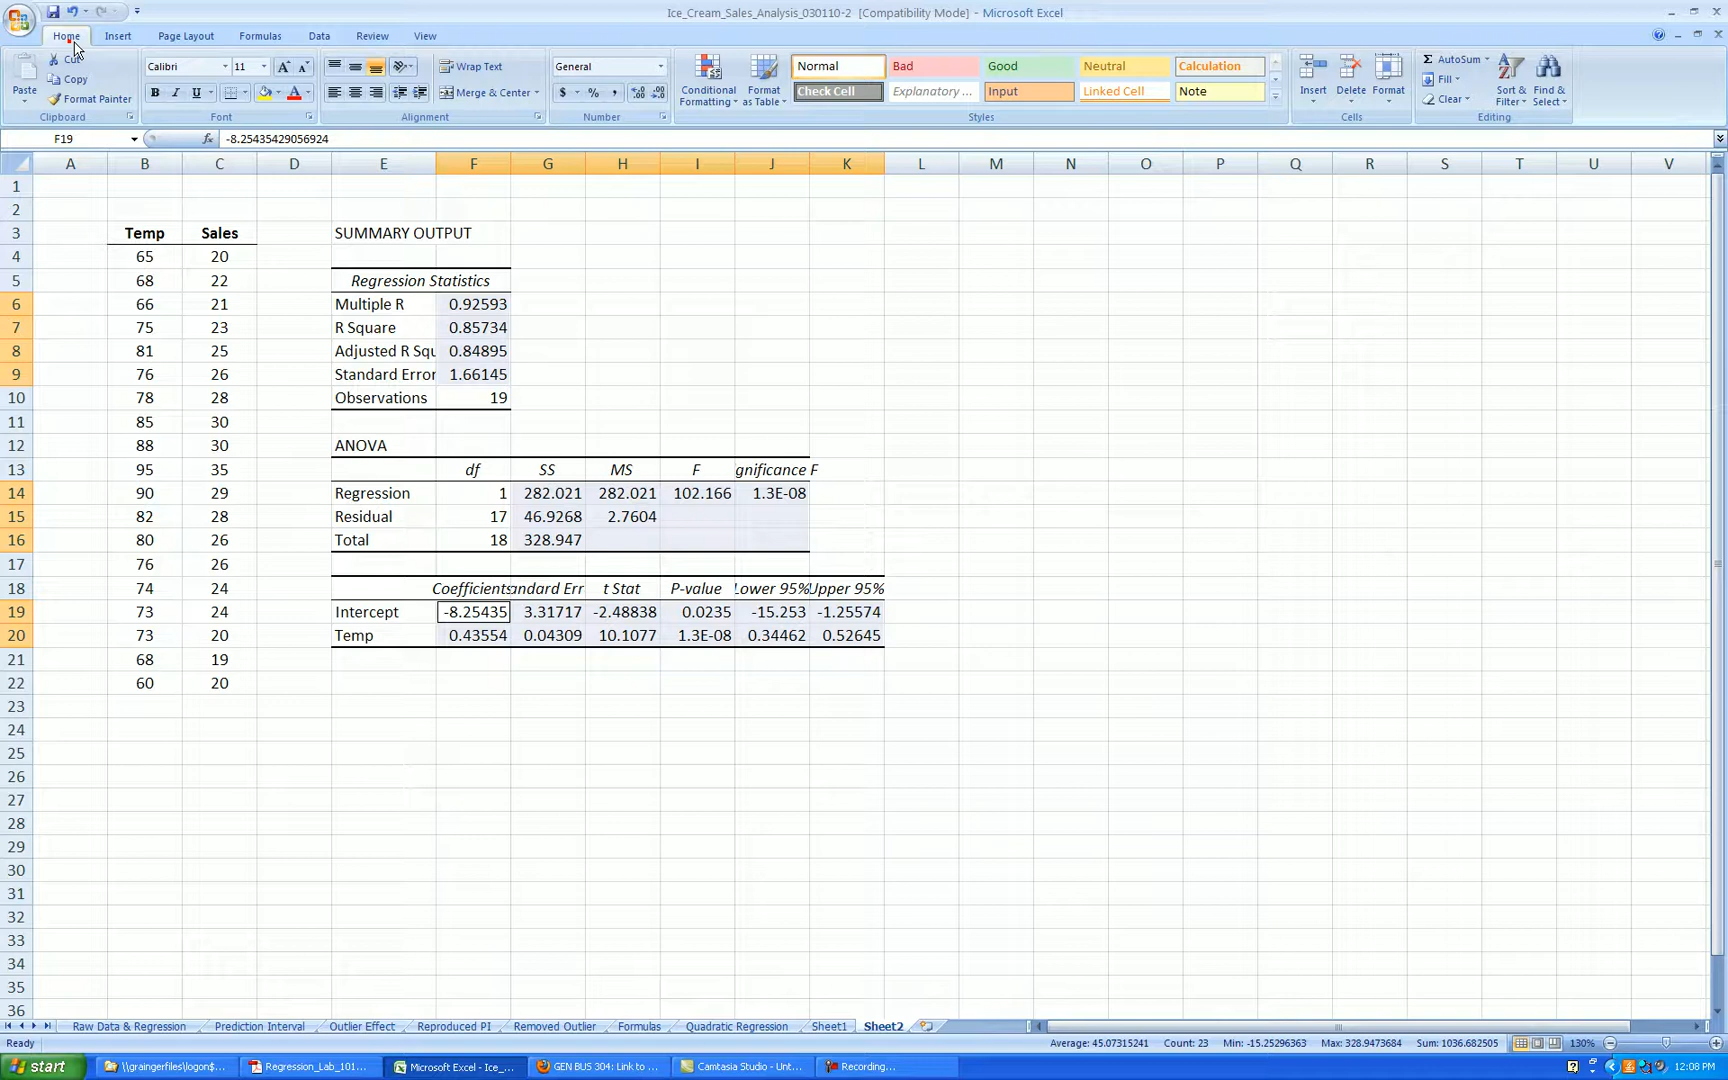 Ice_Cream_Sales_Analysis_030110-2 [Compatibility Mode] - Microsoft Excel
Home Insert Page Layout Formulas Data Review View
Paste Cut Copy Format Painter
Clipboard
Calibri 11
B I U
Font
Wrap Text
Merge & Center
Alignment
General
$ % ,
Number
Conditional Formatting
Format as Table
Normal Bad Good Neutral Calculation
Check Cell Explanatory ... Input Linked Cell Note
Styles
Insert Delete Format
Cells
Σ AutoSum
Fill
Clear
Sort & Filter
Find & Select
Editing
F19 fx -8.25435429056924
A B C D E F G H I J K L M N O P Q R S T U V
1
2
3 Temp Sales SUMMARY OUTPUT
4 65 20
5 68 22 Regression Statistics
6 66 21 Multiple R 0.92593
7 75 23 R Square 0.85734
8 81 25 Adjusted R Squ 0.84895
9 76 26 Standard Error 1.66145
10 78 28 Observations 19
11 85 30
12 88 30 ANOVA
13 95 35 df SS MS F gnificance F
14 90 29 Regression 1 282.021 282.021 102.166 1.3E-08
15 82 28 Residual 17 46.9268 2.7604
16 80 26 Total 18 328.947
17 76 26
18 74 24 Coefficients andard Err t Stat P-value Lower 95% Upper 95%
19 73 24 Intercept -8.25435 3.31717 -2.48838 0.0235 -15.253 -1.25574
20 73 20 Temp 0.43554 0.04309 10.1077 1.3E-08 0.34462 0.52645
21 68 19
22 60 20
23
24
25
26
27
28
29
30
31
32
33
34
35
36
Raw Data & Regression Prediction Interval Outlier Effect Reproduced PI Removed Outlier Formulas Quadratic Regression Sheet1 Sheet2
Ready Average: 45.07315241 Count: 23 Min: -15.25296363 Max: 328.9473684 Sum: 1036.682505 130%
start \\graingerfiles\logon$... Regression_Lab_101... Microsoft Excel - Ice_... GEN BUS 304: Link to ... Camtasia Studio - Unt... Recording... 12:08 PM